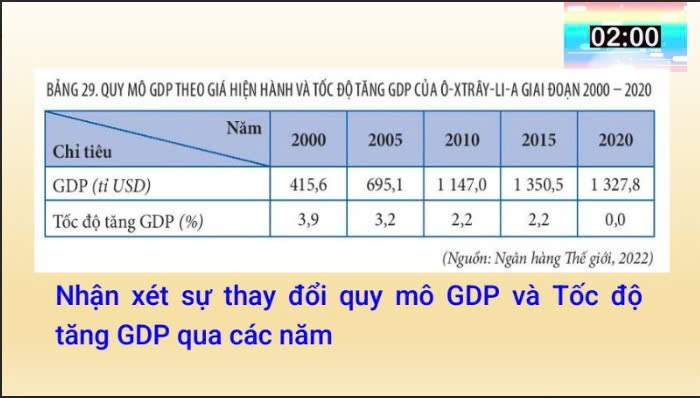 02:00
BẢNG 29. QUY MÔ GDP THEO GIÁ HIỆN HÀNH VÀ TỐC ĐỘ TĂNG GDP CỦA Ô-XTRÂY-LI-A GIAI ĐOẠN 2000 – 2020
Năm
Chỉ tiêu
2000 2005 2010 2015 2020
GDP (tỉ USD) 415,6 695,1 1 147,0 1 350,5 1 327,8
Tốc độ tăng GDP (%) 3,9 3,2 2,2 2,2 0,0
(Nguồn: Ngân hàng Thế giới, 2022)
Nhận xét sự thay đổi quy mô GDP và Tốc độ
tăng GDP qua các năm